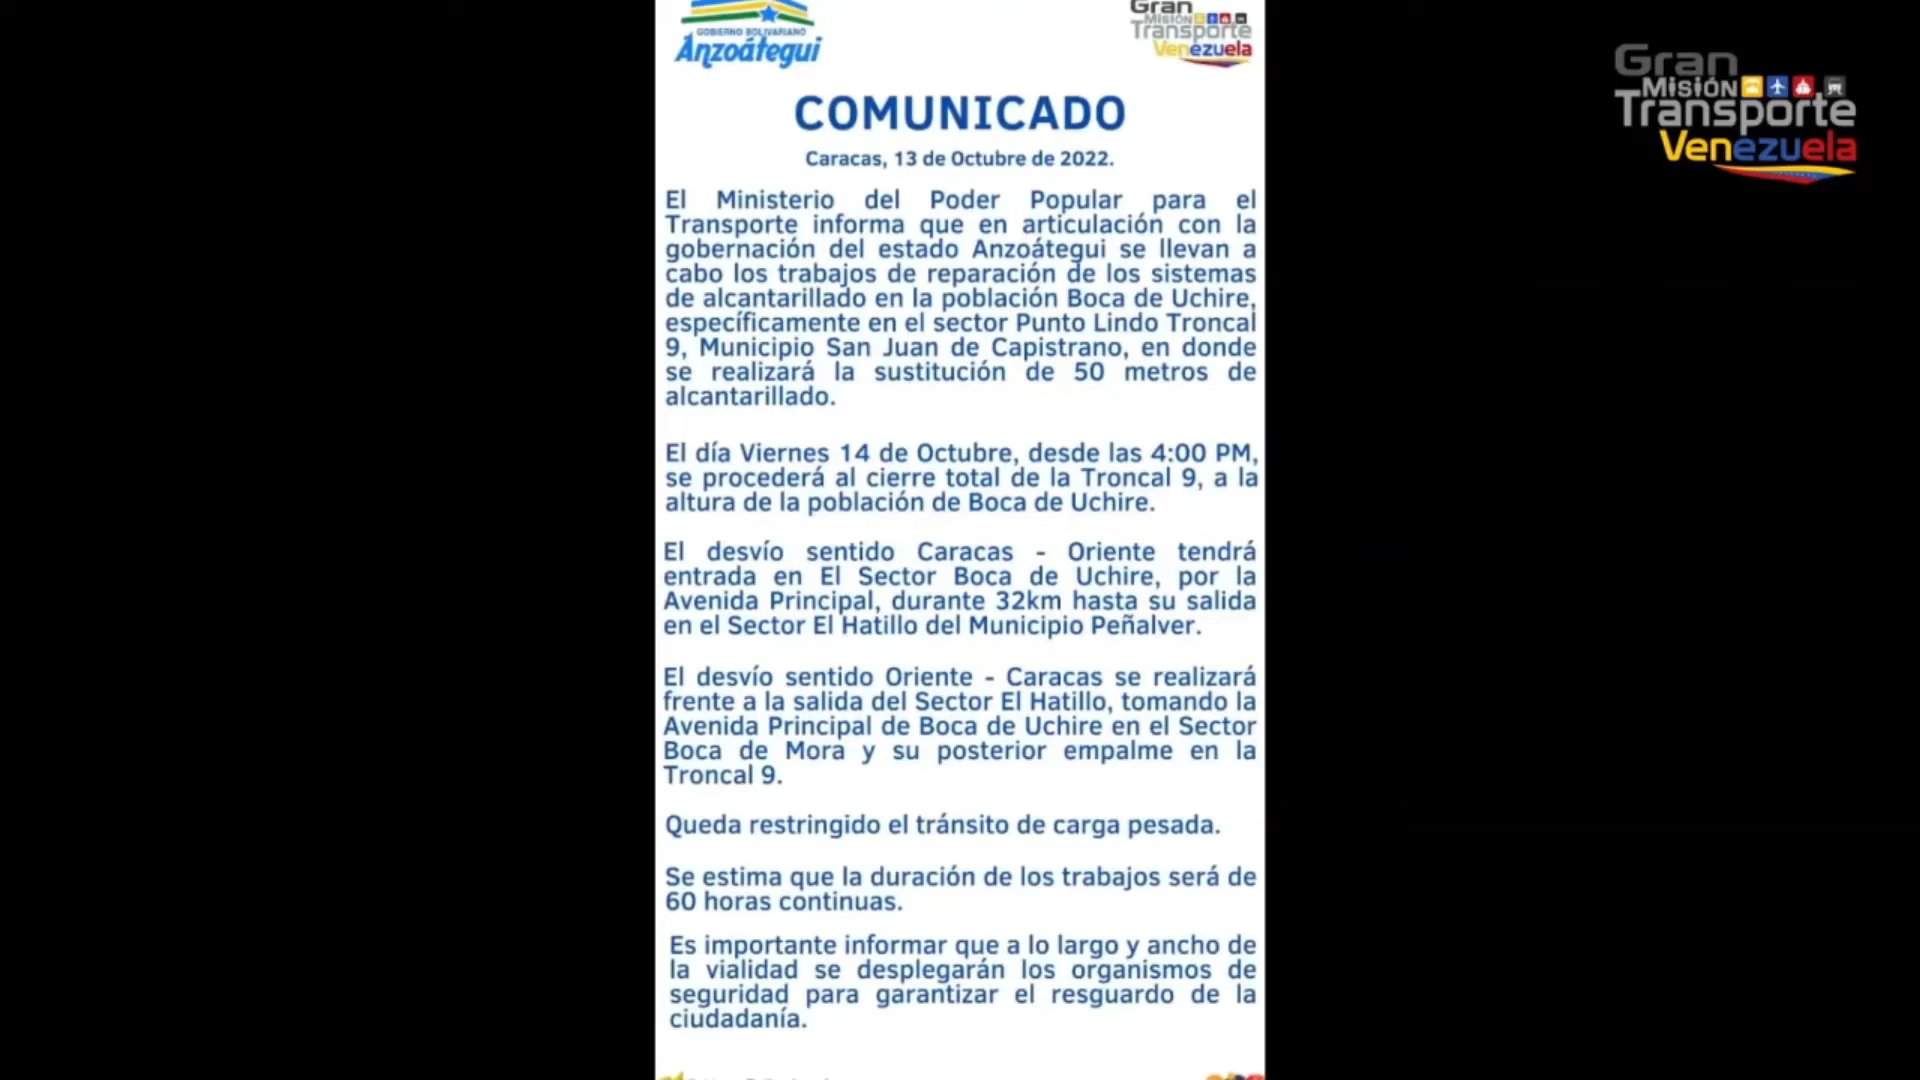 GOBIERNO BOLIVARIANO
Anzoátegui
Gran
Misión
Transporte
Venezuela
Gran
Misión
Transporte
Venezuela
COMUNICADO
Caracas, 13 de Octubre de 2022.
El Ministerio del Poder Popular para el
Transporte informa que en articulación con la
gobernación del estado Anzoátegui se llevan a
cabo los trabajos de reparación de los sistemas
de alcantarillado en la población Boca de Uchire,
específicamente en el sector Punto Lindo Troncal
9, Municipio San Juan de Capistrano, en donde
se realizará la sustitución de 50 metros de
alcantarillado.
El día Viernes 14 de Octubre, desde las 4:00 PM,
se procederá al cierre total de la Troncal 9, a la
altura de la población de Boca de Uchire.
El desvío sentido Caracas - Oriente tendrá
entrada en El Sector Boca de Uchire, por la
Avenida Principal, durante 32km hasta su salida
en el Sector El Hatillo del Municipio Peñalver.
El desvío sentido Oriente - Caracas se realizará
frente a la salida del Sector El Hatillo, tomando la
Avenida Principal de Boca de Uchire en el Sector
Boca de Mora y su posterior empalme en la
Troncal 9.
Queda restringido el tránsito de carga pesada.
Se estima que la duración de los trabajos será de
60 horas continuas.
Es importante informar que a lo largo y ancho de
la vialidad se desplegarán los organismos de
seguridad para garantizar el resguardo de la
ciudadanía.